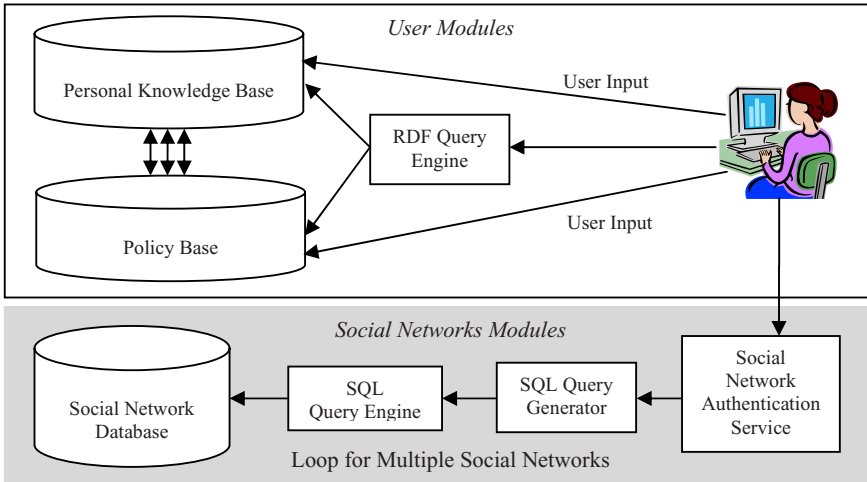 User Modules
Personal Knowledge Base
User Input
RDF Query
Engine
Policy Base
User Input
Social Networks Modules
Social Network
Database
SQL
Query Engine
SQL Query
Generator
Social
Network
Authentication
Service
Loop for Multiple Social Networks